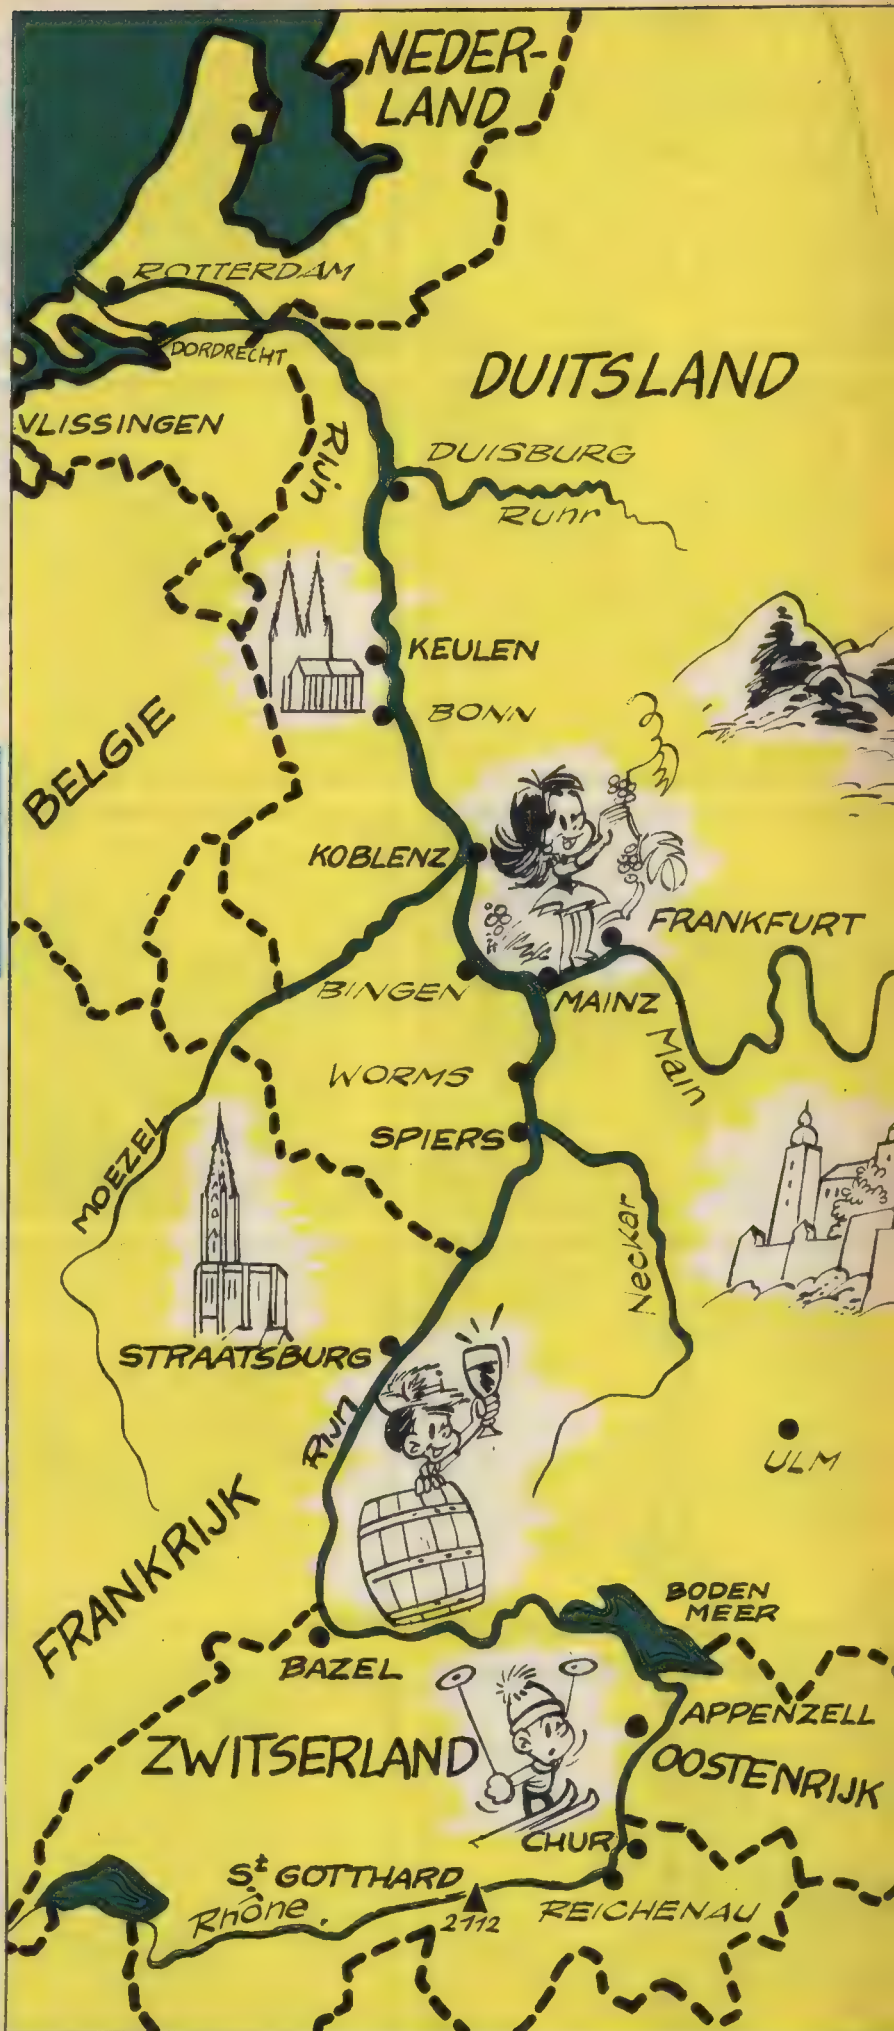 NEDER-
LAND
ROTTERDAM
DORDRECHT
DUITSLAND
VLISSINGEN
Rijn
DUISBURG
Ruhr
KEULEN
BONN
BELGIE
KOBLENZ
FRANKFURT
BINGEN
MAINZ
Main
WORMS
SPIERS
MOEZEL
Neckar
STRAATSBURG
Rijn
ULM
FRANKRIJK
BODEN
MEER
BAZEL
APPENZELL
ZWITSERLAND
OOSTENRIJK
CHUR
St GOTTHARD
Rhône
2112
REICHENAU